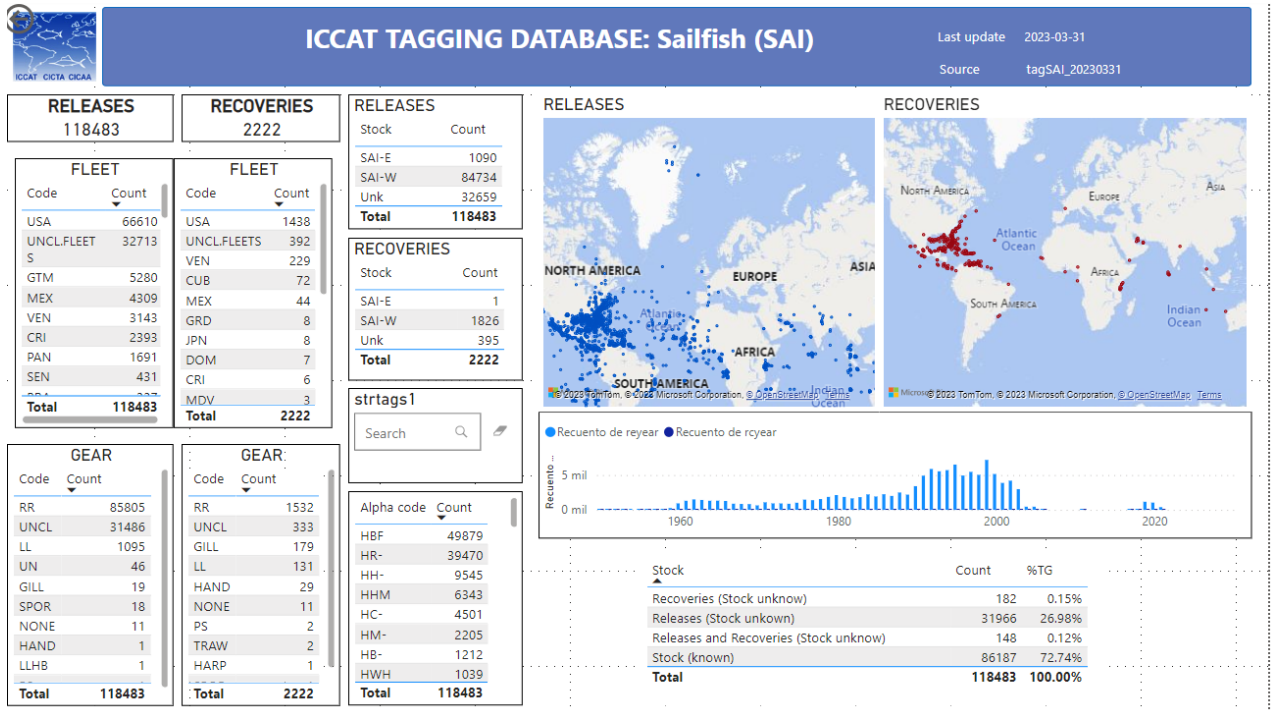 ICCAT CICTA CICAA
ICCAT TAGGING DATABASE: Sailfish (SAI)
Last update 2023-03-31
Source tagSAI_20230331
RELEASES
118483
RECOVERIES
2222
FLEET
Code Count
USA 66610
UNCL.FLEET
S 32713
GTM 5280
MEX 4309
VEN 3143
CRI 2393
PAN 1691
SEN 431
Total 118483
FLEET
Code Count
USA 1438
UNCL.FLEETS 392
VEN 229
CUB 72
MEX 44
GRD 8
JPN 8
DOM 7
CRI 6
MDV 3
Total 2222
RELEASES
Stock Count
SAI-E 1090
SAI-W 84734
Unk 32659
Total 118483
RECOVERIES
Stock Count
SAI-E 1
SAI-W 1826
Unk 395
Total 2222
strtags1
Search
RELEASES
NORTH AMERICA
EUROPE
ASIA
Atlantic
Ocean
AFRICA
SOUTH AMERICA
Indian
Ocean
© 2023 TomTom, © 2023 Microsoft Corporation, © OpenStreetMap Terms
RECOVERIES
NORTH AMERICA
EUROPE
ASIA
Atlantic
Ocean
AFRICA
SOUTH AMERICA
Indian
Ocean
Microsoft
© 2023 TomTom, © 2023 Microsoft Corporation, © OpenStreetMap Terms
GEAR
Code Count
RR 85805
UNCL 31486
LL 1095
UN 46
GILL 19
SPOR 18
NONE 11
HAND 1
LLHB 1
Total 118483
GEAR
Code Count
RR 1532
UNCL 333
GILL 179
LL 131
HAND 29
NONE 11
PS 2
TRAW 2
HARP 1
Total 2222
Alpha code Count
HBF 49879
HR- 39470
HH- 9545
HHM 6343
HC- 4501
HM- 2205
HB- 1212
HWH 1039
Total 118483
Recuento de reyear Recuento de rcyear
Recuento ...
5 mil
0 mil
1960 1980 2000 2020
Stock Count %TG
Recoveries (Stock unknow) 182 0.15%
Releases (Stock unkown) 31966 26.98%
Releases and Recoveries (Stock unknow) 148 0.12%
Stock (known) 86187 72.74%
Total 118483 100.00%